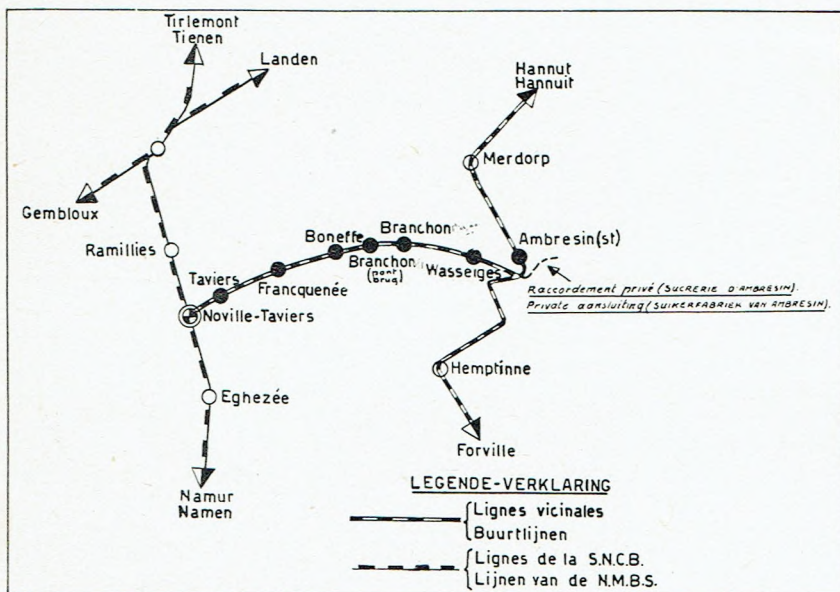 Tirlemont
Tienen
Landen
Hannut
Hannuit
Merdorp
Gembloux
Ramillies
Boneffe
Branchon
Branchon
(pont
brug)
Ambresin(st)
Taviers
Francquenée
Wasseiges
Raccordement privé (SUCRERIE D'AMBRESIN).
Private aansluiting (SUIKERFABRIEK VAN AMBRESIN).
Noville-Taviers
Hemptinne
Eghezée
Forville
Namur
Namen
LEGENDE-VERKLARING
Lignes vicinales
Buurtlijnen
Lignes de la S.N.C.B.
Lijnen van de N.M.B.S.